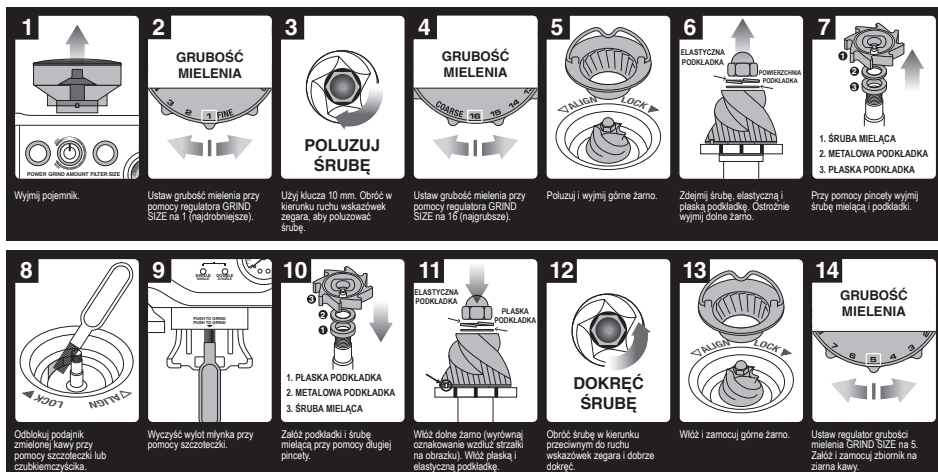 1
POWER GRIND AMOUNT FILTER SIZE
Wyjmij pojemnik.
2
GRUBOŚĆ
MIELENIA
3 2 1 FINE
Ustaw grubość mielenia przy
pomocy regulatora GRIND
SIZE na 1 (najdrobniejsze).
3
POLUZUJ
ŚRUBĘ
Użyj klucza 10 mm. Obróć w
kierunku ruchu wskazówek
zegara, aby poluzować
śrubę.
4
GRUBOŚĆ
MIELENIA
COARSE 16 15 14
Ustaw grubość mielenia przy
pomocy regulatora GRIND
SIZE na 16 (najgrubsze).
5
ALIGN LOCK
Poluzuj i wyjmij górne żarno.
6
ELASTYCZNA
PODKŁADKA
POWIERZCHNIA
PODKŁADKA
Zdejmij śrubę, elastyczną i
płaską podkładkę. Ostrożnie
wyjmij dolne żarno.
7
1
2
3
1. ŚRUBA MIELĄCA
2. METALOWA PODKŁADKA
3. PŁASKA PODKŁADKA
Przy pomocy pincety wyjmij
śrubę mielącą i podkładki.
8
LOCK ALIGN
Odblokuj podajnik
zmielonej kawy przy
pomocy szczoteczki lub
czubkiemczyścika.
9
SINGLE DOUBLE
SINGLE DOUBLE
PUSH TO GRIND
PUSH TO GRIND
Wyczyść wylot młynka przy
pomocy szczoteczki.
10
3
2
1
1. PŁASKA PODKŁADKA
2. METALOWA PODKŁADKA
3. ŚRUBA MIELĄCA
Załóż podkładki i śrubę
mielącą przy pomocy długiej
pincety.
11
ELASTYCZNA
PODKŁADKA
PŁASKA
PODKŁADKA
Włóż dolne żarno (wyrównaj
oznakowanie wzdłuż strzałki
na obrazku). Włóż płaską i
elastyczną podkładkę.
12
DOKRĘĆ
ŚRUBĘ
Obróć śrubę w kierunku
przeciwnym do ruchu
wskazówek zegara i dobrze
dokręć.
13
ALIGN LOCK
Włóż i zamocuj górne żarno.
14
GRUBOŚĆ
MIELENIA
7 6 5 4 3 2
Ustaw regulator grubości
mielenia GRIND SIZE na 5.
Załóż i zamocuj zbiornik na
ziarna kawy.